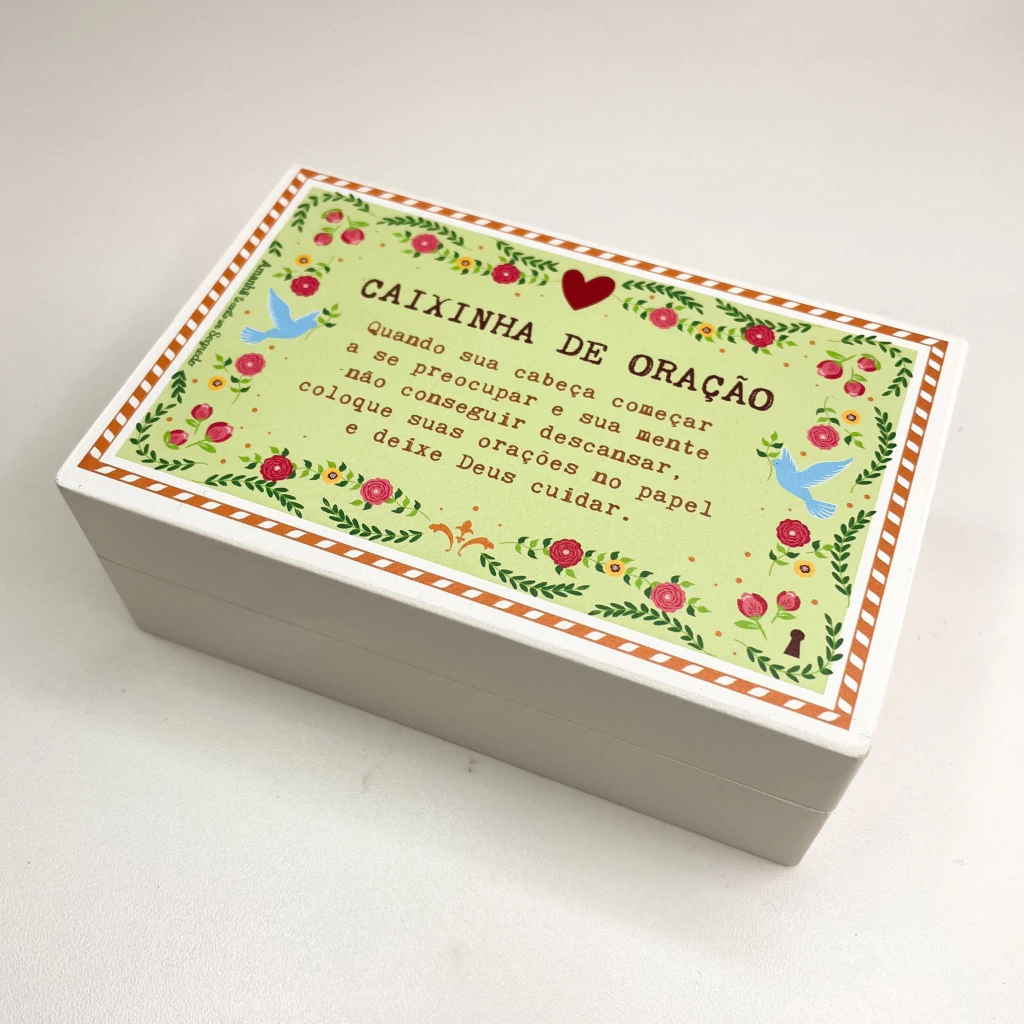 CAIXINHA DE ORAÇÃO
Quando sua cabeça começar
a se preocupar e sua mente
não conseguir descansar,
coloque suas orações no papel
e deixe Deus cuidar.